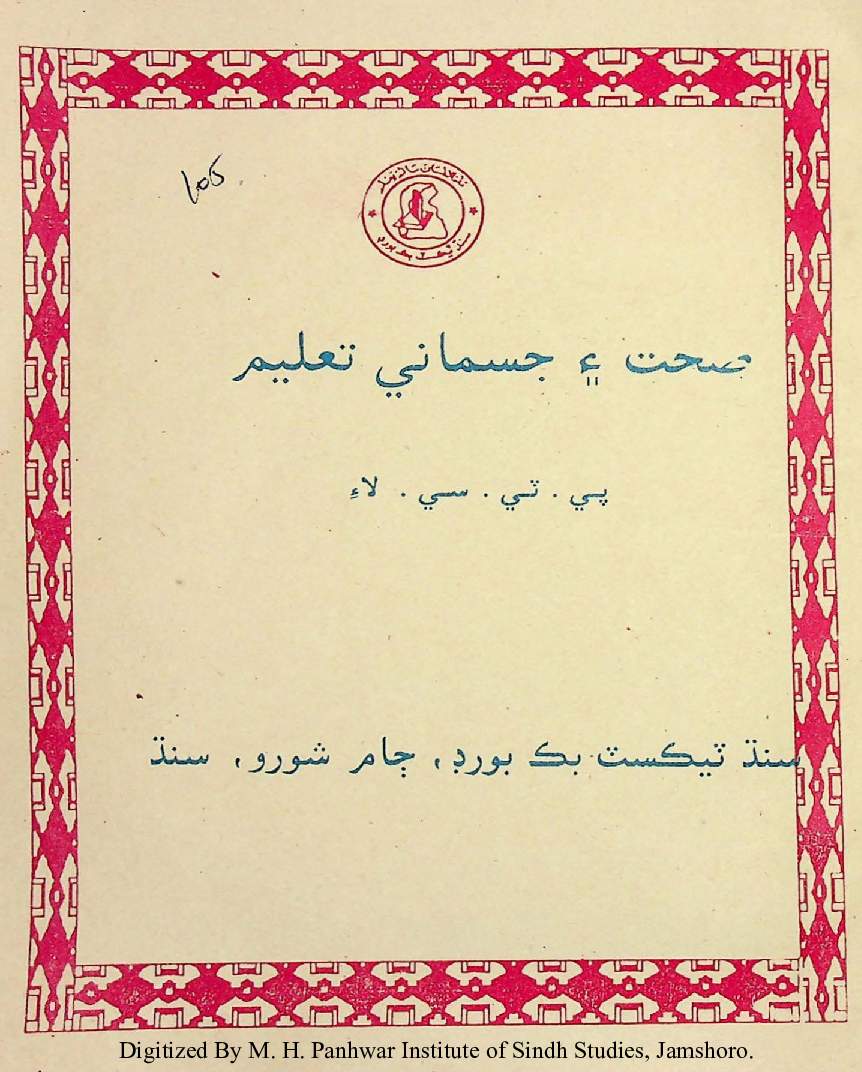 صحت ۽ جسماني تعليم
پي . ٽي . سي . لاءِ
سنڌ ٽيڪسٽ بڪ بورڊ، ڄام شورو، سنڌ
Digitized By M. H. Panhwar Institute of Sindh Studies, Jamshoro.